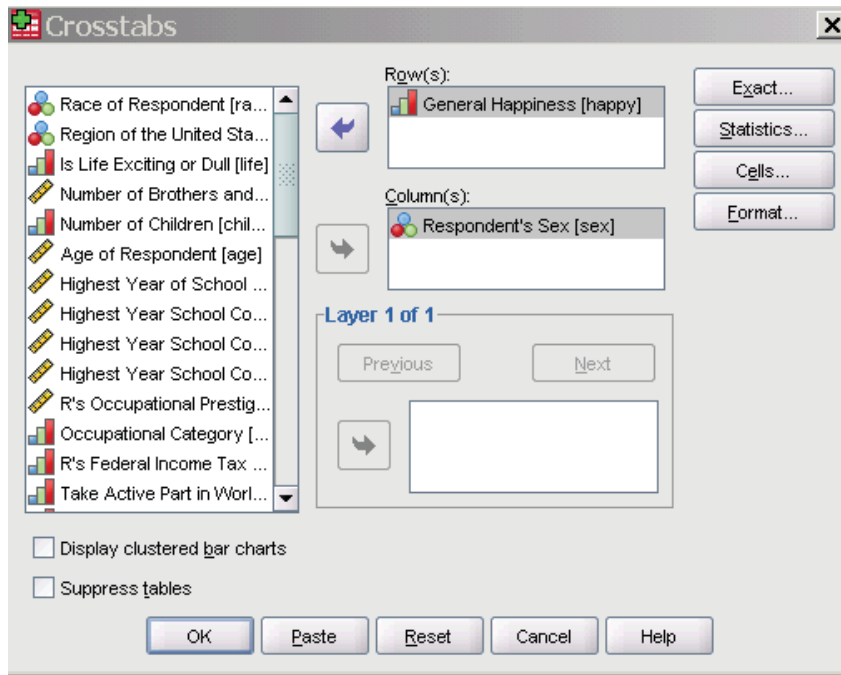 Crosstabs
Race of Respondent [ra...
Region of the United Sta...
Is Life Exciting or Dull [life]
Number of Brothers and...
Number of Children [chil...
Age of Respondent [age]
Highest Year of School ...
Highest Year School Co...
Highest Year School Co...
Highest Year School Co...
R's Occupational Prestig...
Occupational Category [...
R's Federal Income Tax ...
Take Active Part in Worl...
Row(s):
General Happiness [happy]
Column(s):
Respondent's Sex [sex]
Layer 1 of 1
Previous
Next
Exact...
Statistics...
Cells...
Format...
Display clustered bar charts
Suppress tables
OK
Paste
Reset
Cancel
Help